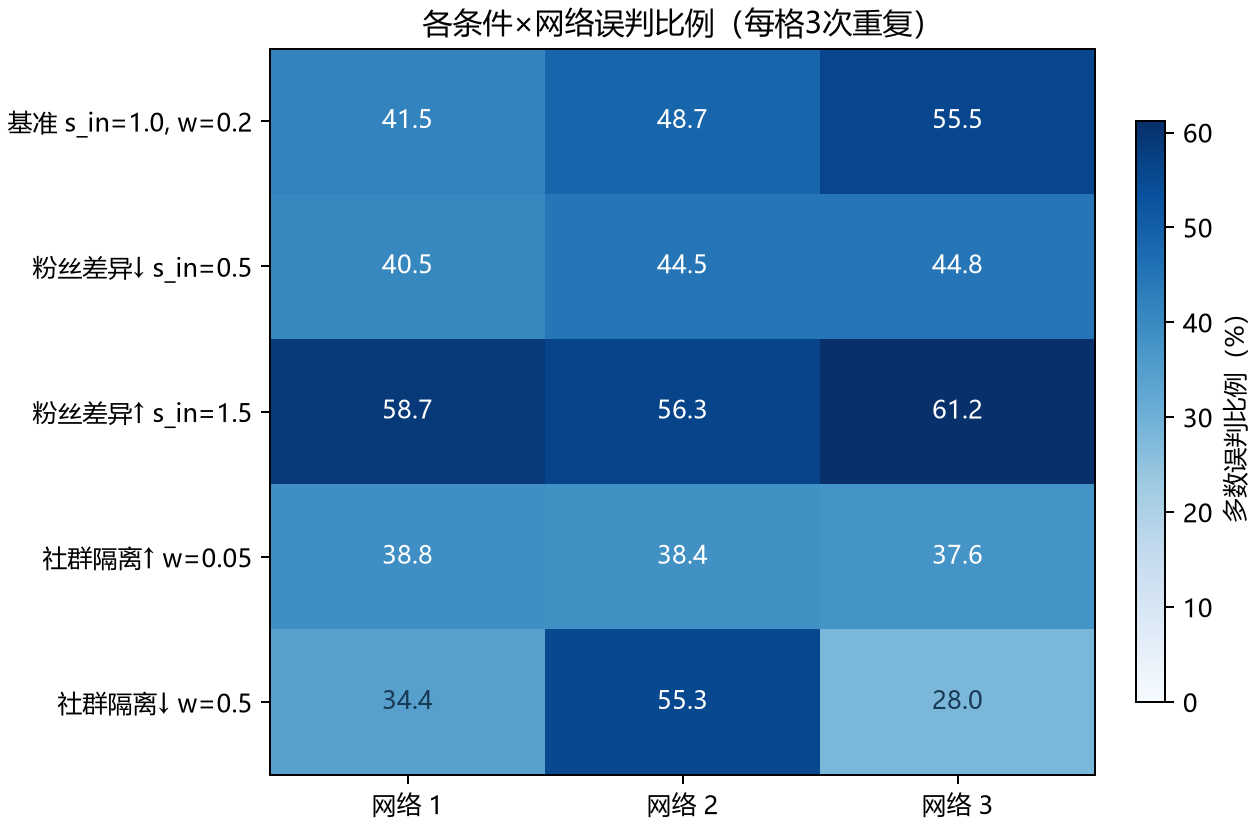 各条件×网络误判比例（每格3次重复）
基准 s_in=1.0, w=0.2
41.5
48.7
55.5
粉丝差异↓ s_in=0.5
40.5
44.5
44.8
粉丝差异↑ s_in=1.5
58.7
56.3
61.2
社群隔离↑ w=0.05
38.8
38.4
37.6
社群隔离↓ w=0.5
34.4
55.3
28.0
网络 1
网络 2
网络 3
60
50
40
30
20
10
0
多数误判比例（%）